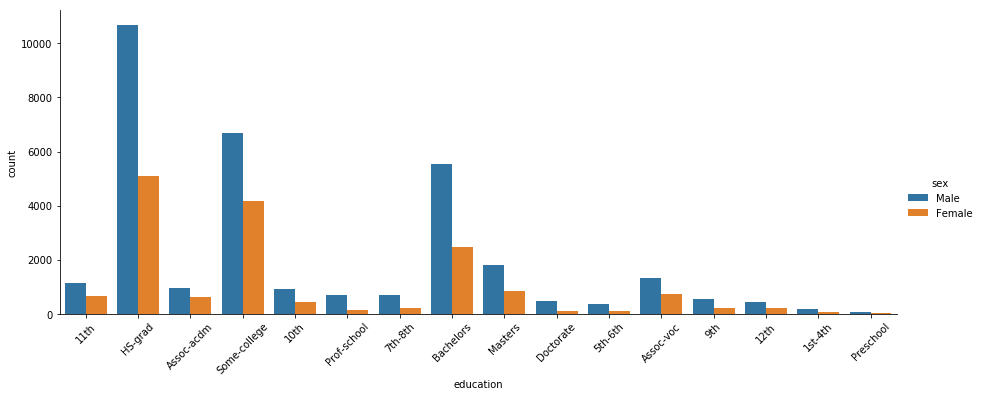 10000
8000
6000
4000
2000
0
count
11th
HS-grad
Assoc-acdm
Some-college
10th
Prof-school
7th-8th
Bachelors
Masters
Doctorate
5th-6th
Assoc-voc
9th
12th
1st-4th
Preschool
education
sex
Male
Female